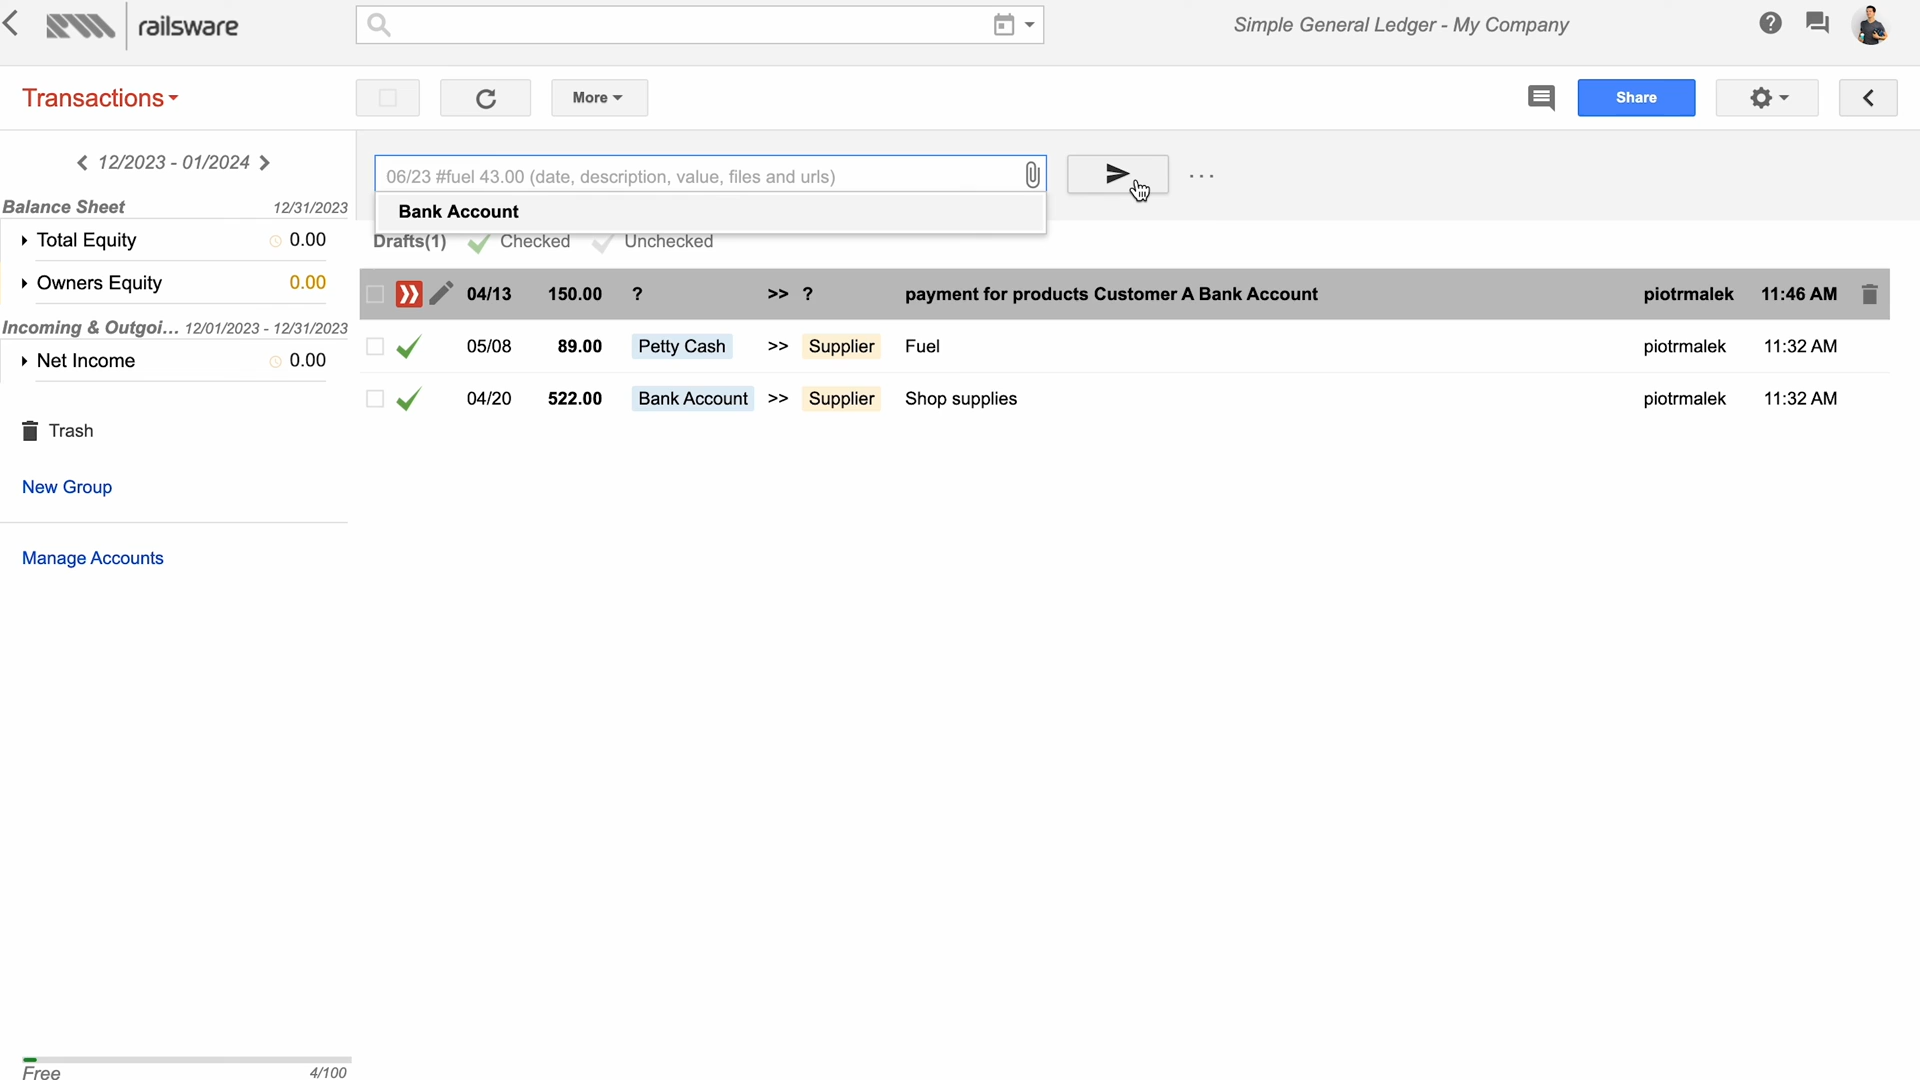 railsware
Simple General Ledger - My Company
Transactions
More
Share
12/2023 - 01/2024
06/23 #fuel 43.00 (date, description, value, files and urls)
Bank Account
Balance Sheet 12/31/2023
Total Equity 0.00
Drafts(1) Checked Unchecked
Owners Equity 0.00
04/13 150.00 ? >> ? payment for products Customer A Bank Account piotrmalek 11:46 AM
Incoming & Outgoi... 12/01/2023 - 12/31/2023
05/08 89.00 Petty Cash >> Supplier Fuel piotrmalek 11:32 AM
Net Income 0.00
04/20 522.00 Bank Account >> Supplier Shop supplies piotrmalek 11:32 AM
Trash
New Group
Manage Accounts
Free 4/100